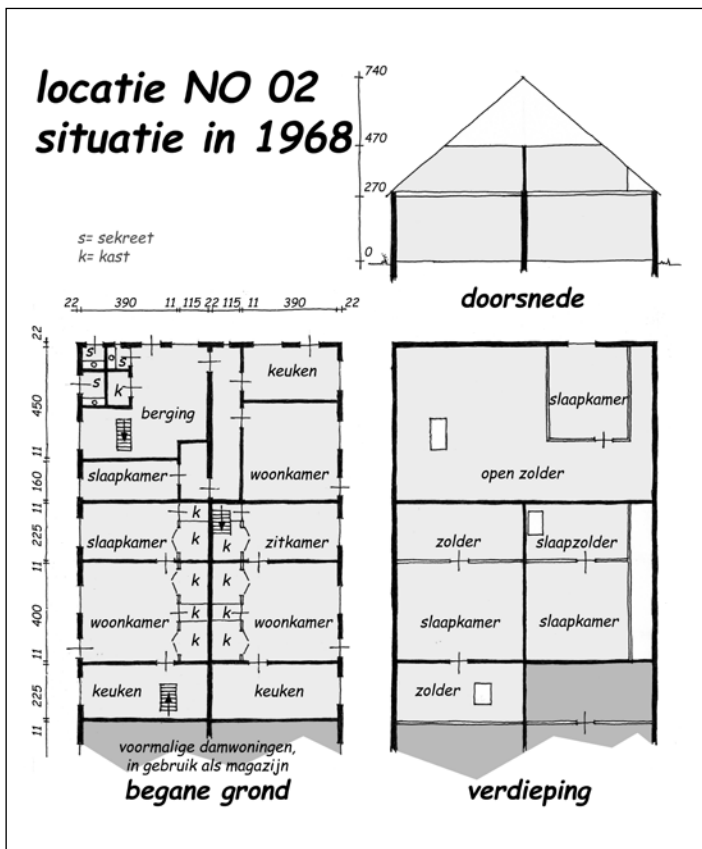 locatie NO 02
situatie in 1968
740
470
270
0
doorsnede
s= sekreet
k= kast
22 390 11 115 22 115 11 390 22
22
450
11
160
11
225
11
400
11
225
11
s
s
s
k
keuken
berging
slaapkamer
woonkamer
k
slaapkamer
k
k
zitkamer
k
k
woonkamer
k
k
woonkamer
k
k
keuken
keuken
voormalige damwoningen,
in gebruik als magazijn
begane grond
slaapkamer
open zolder
zolder
slaapzolder
slaapkamer
slaapkamer
zolder
verdieping